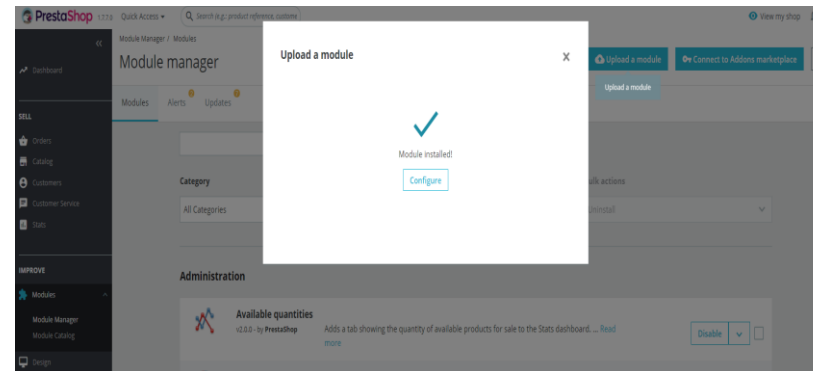 PrestaShop 1.7.7.8 Quick Access Search (e.g.: product reference, custome View my shop
Module Manager / Modules
Module manager
Upload a module
Connect to Addons marketplace
Upload a module
Modules Alerts Updates
Upload a module
x
Module installed!
Configure
Dashboard
SELL
Orders
Catalog
Customers
Customer Service
Stats
IMPROVE
Modules
Module Manager
Module Catalog
Design
Category
All Categories
ulk actions
Uninstall
Administration
Available quantities
v2.0.0 - by PrestaShop
Adds a tab showing the quantity of available products for sale to the Stats dashboard. ... Read
more
Disable